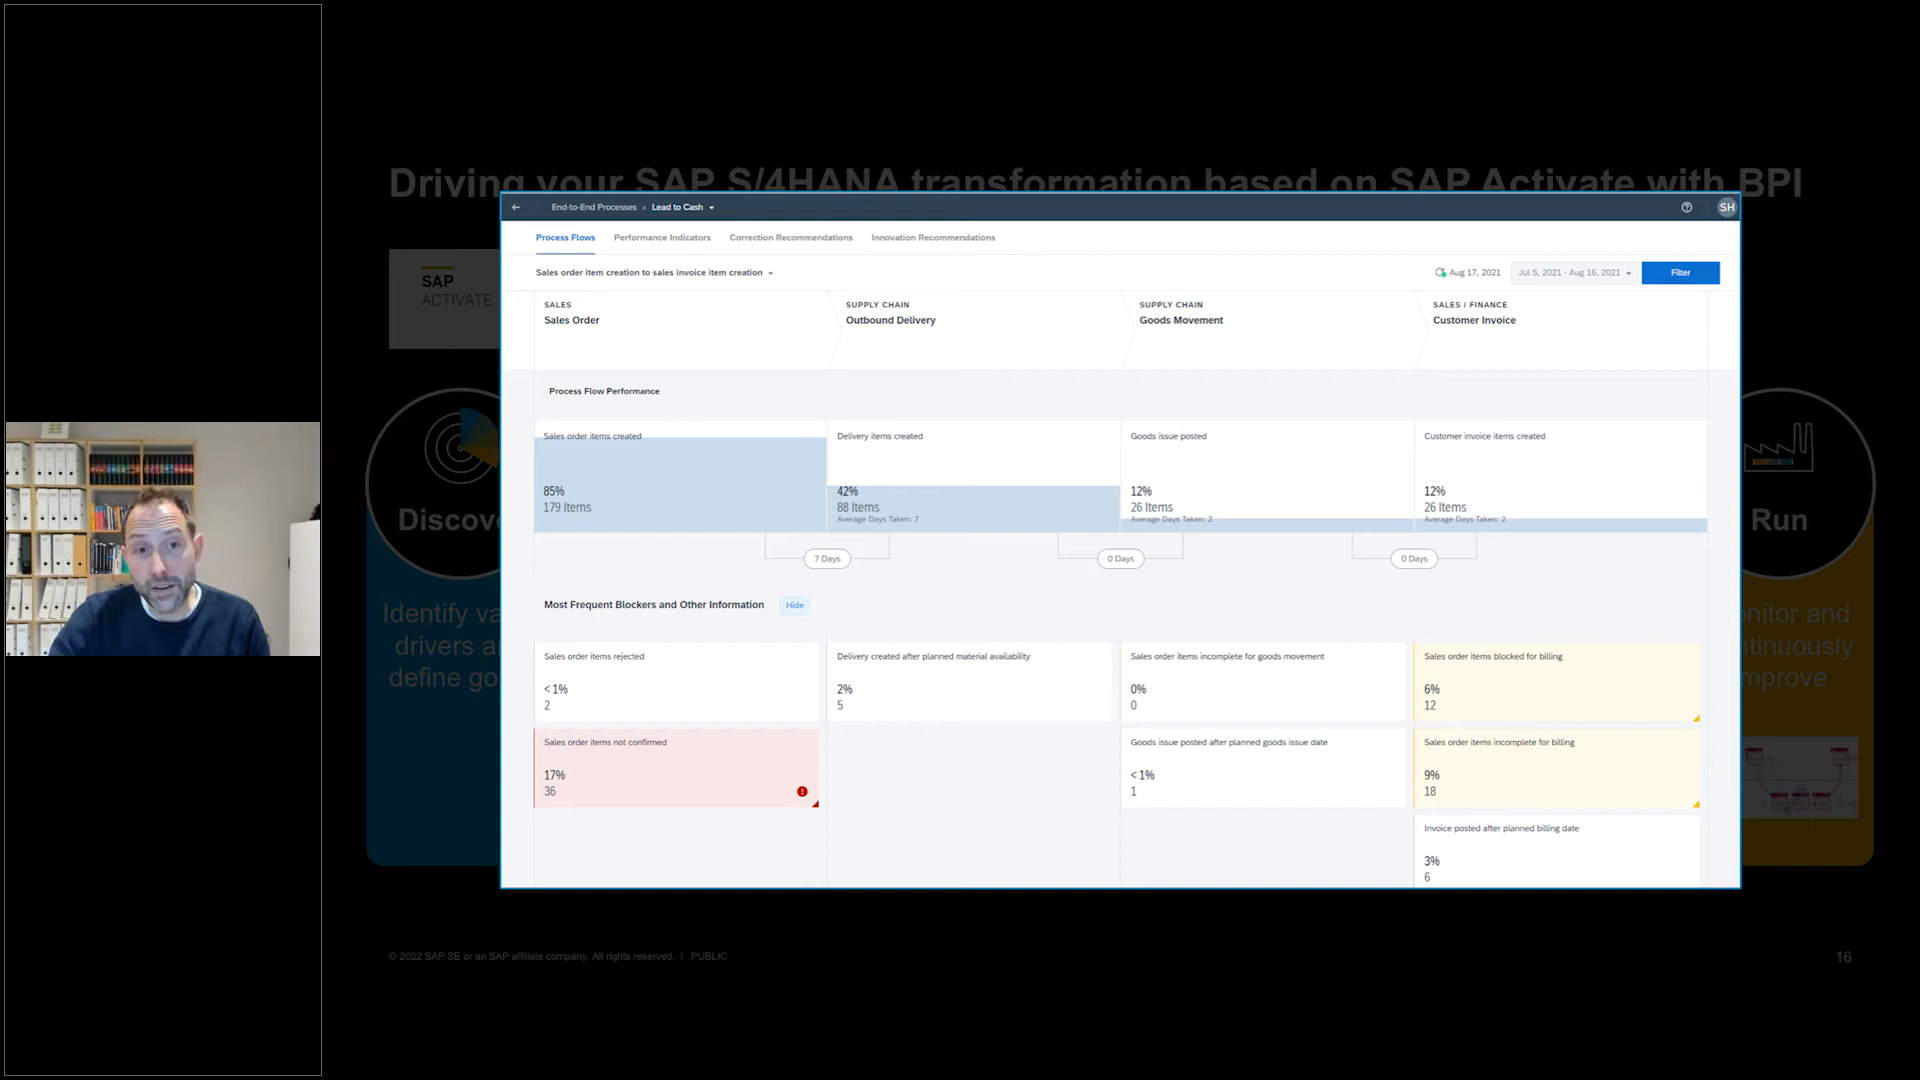 Driving your SAP S/4HANA transformation based on SAP Activate with BPI
SAP
ACTIVATE
End-to-End Processes › Lead to Cash
SH
Process Flows Performance Indicators Correction Recommendations Innovation Recommendations
Sales order item creation to sales invoice item creation
Aug 17, 2021 Jul 5, 2021 - Aug 16, 2021 Filter
SALES
Sales Order
SUPPLY CHAIN
Outbound Delivery
SUPPLY CHAIN
Goods Movement
SALES / FINANCE
Customer Invoice
Process Flow Performance
Sales order items created
85%
179 Items
Delivery items created
42%
88 Items
Average Days Taken: 7
Goods issue posted
12%
26 Items
Average Days Taken: 2
Customer invoice items created
12%
26 Items
Average Days Taken: 2
7 Days
0 Days
0 Days
Most Frequent Blockers and Other Information Hide
Sales order items rejected
<1%
2
Delivery created after planned material availability
2%
5
Sales order items incomplete for goods movement
0%
0
Sales order items blocked for billing
6%
12
Sales order items not confirmed
17%
36
Goods issue posted after planned goods issue date
<1%
1
Sales order items incomplete for billing
9%
18
Invoice posted after planned billing date
3%
6
Discove
Identify va
drivers a
define go
Run
nitor and
tinuously
mprove
© 2022 SAP SE or an SAP affiliate company. All rights reserved. | PUBLIC
16